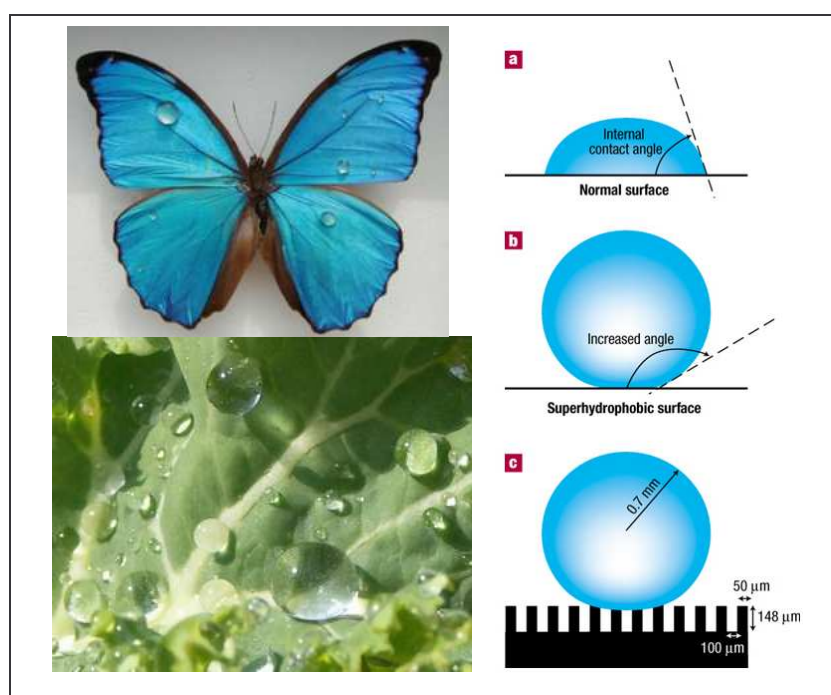 a
Internal
contact angle
Normal surface
b
Increased angle
Superhydrophobic surface
c
0.7 mm
50 µm
148 µm
100 µm